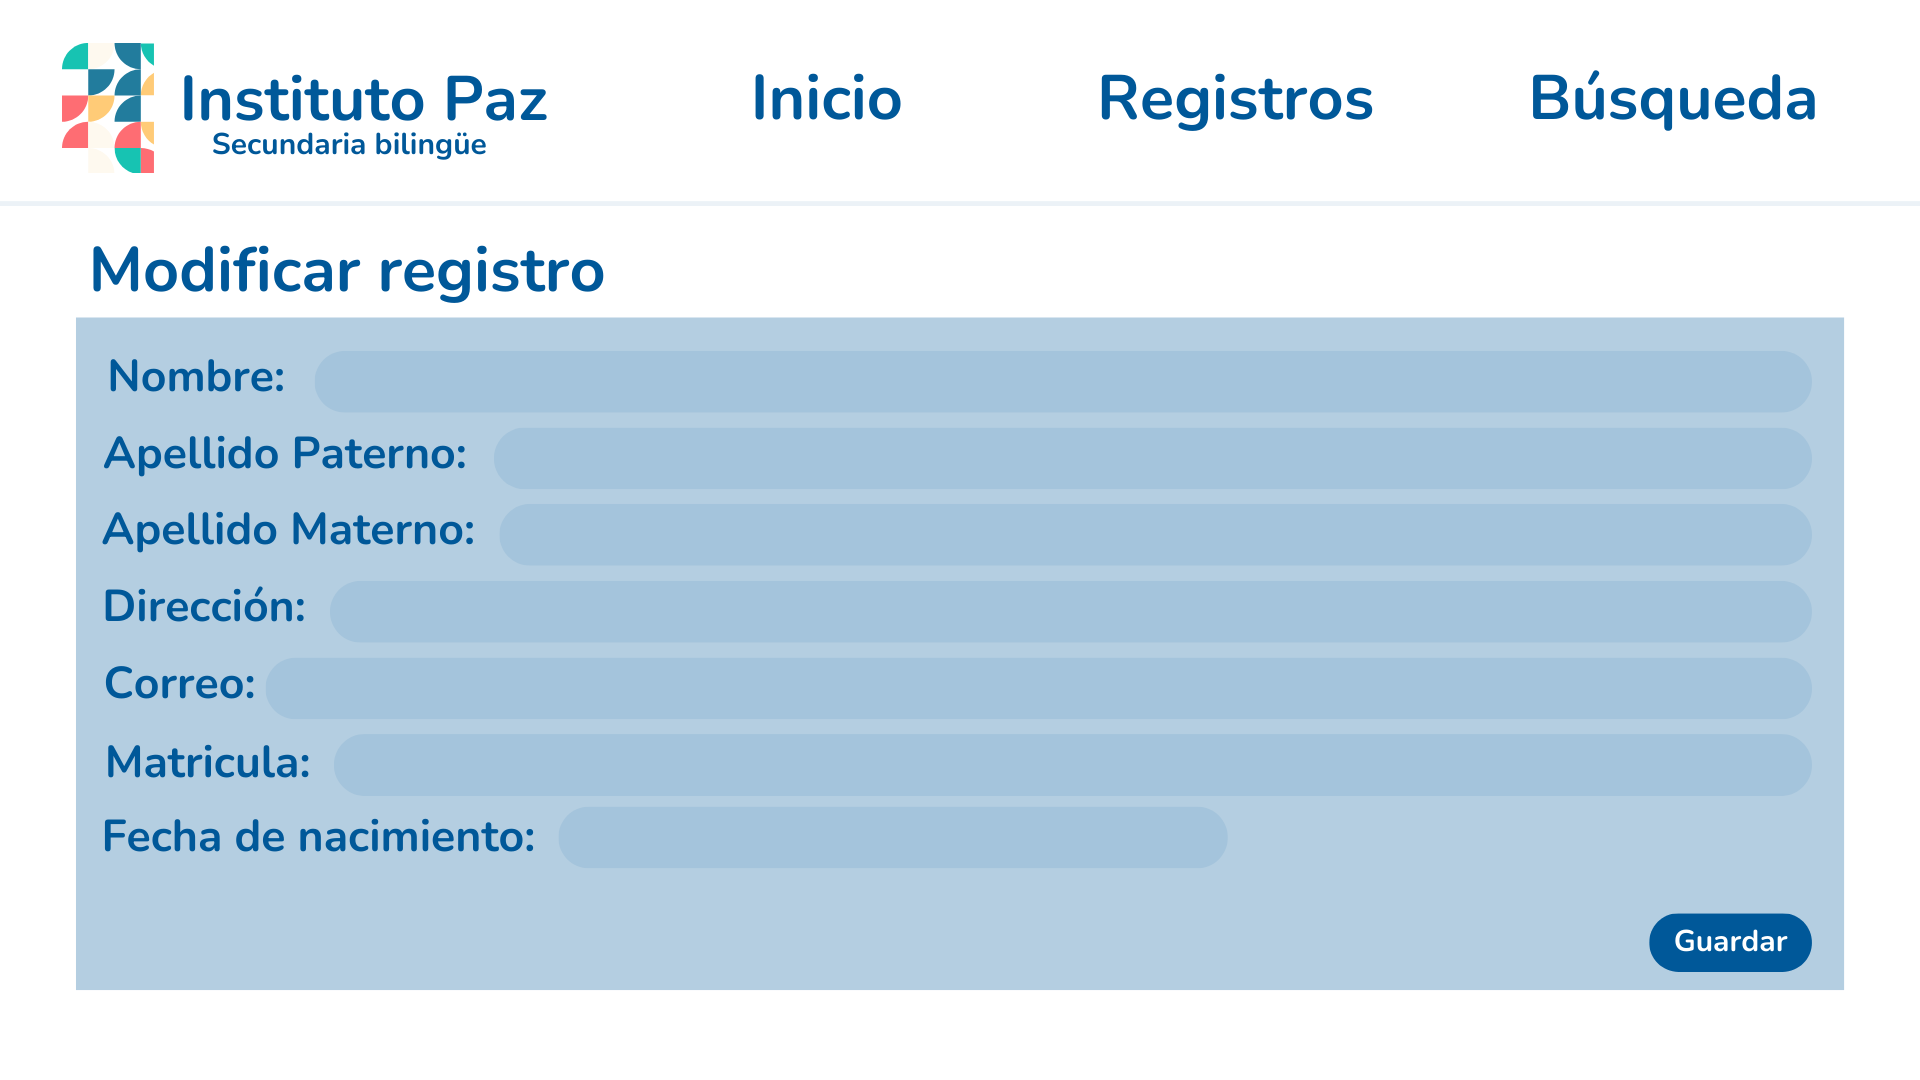 Instituto Paz
Secundaria bilingüe
Inicio
Registros
Búsqueda
Modificar registro
Nombre:
Apellido Paterno:
Apellido Materno:
Dirección:
Correo:
Matricula:
Fecha de nacimiento:
Guardar